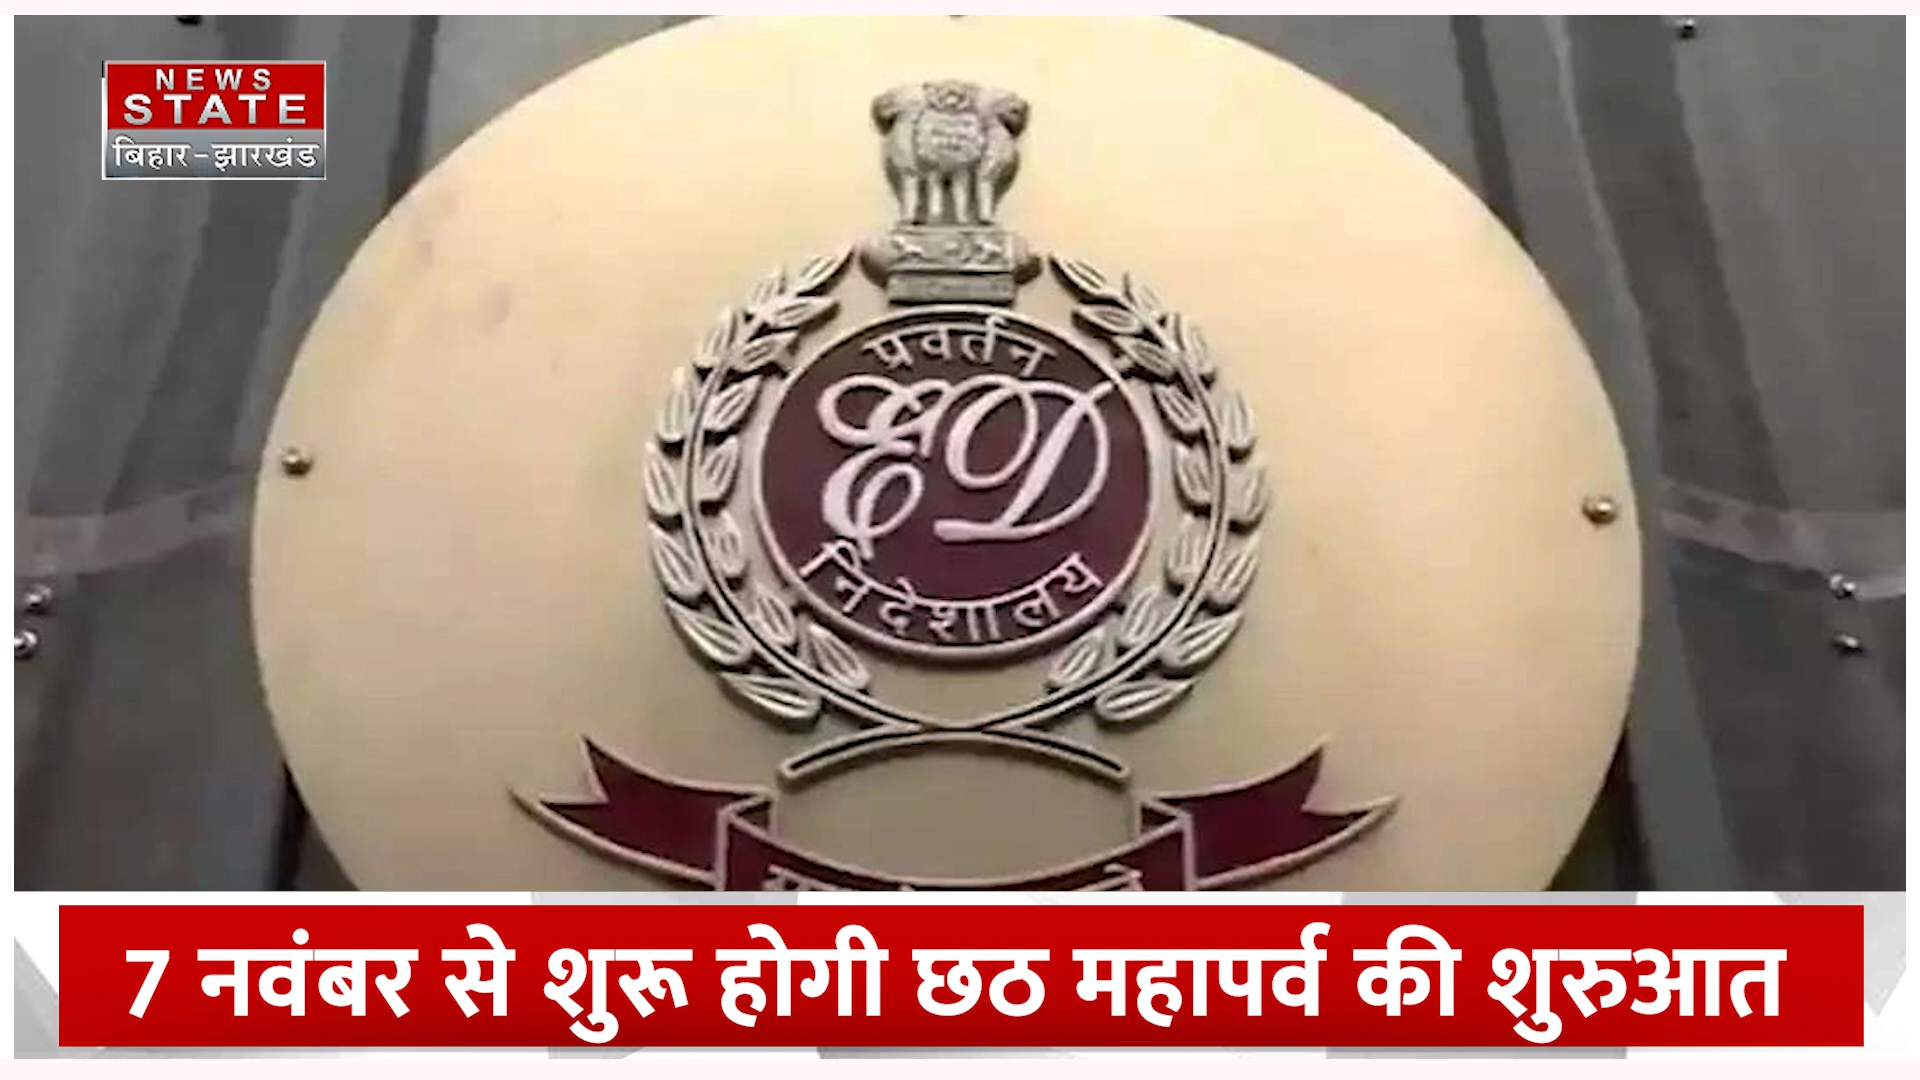 NEWS
STATE
बिहार-झारखंड
प्रवर्तन
ED
निदेशालय
7 नवंबर से शुरू होगी छठ महापर्व की शुरुआत